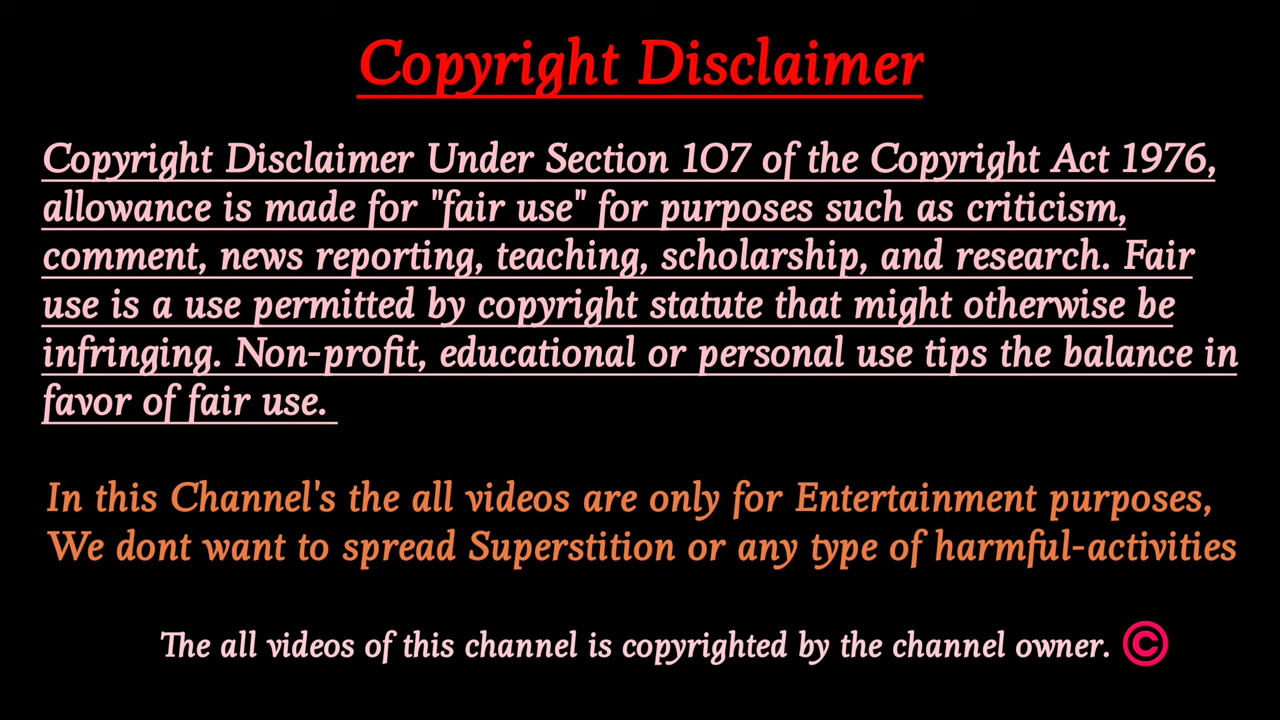 Copyright Disclaimer
Copyright Disclaimer Under Section 107 of the Copyright Act 1976,
allowance is made for "fair use" for purposes such as criticism,
comment, news reporting, teaching, scholarship, and research. Fair
use is a use permitted by copyright statute that might otherwise be
infringing. Non-profit, educational or personal use tips the balance in
favor of fair use.
In this Channel's the all videos are only for Entertainment purposes,
We dont want to spread Superstition or any type of harmful-activities
The all videos of this channel is copyrighted by the channel owner. ©